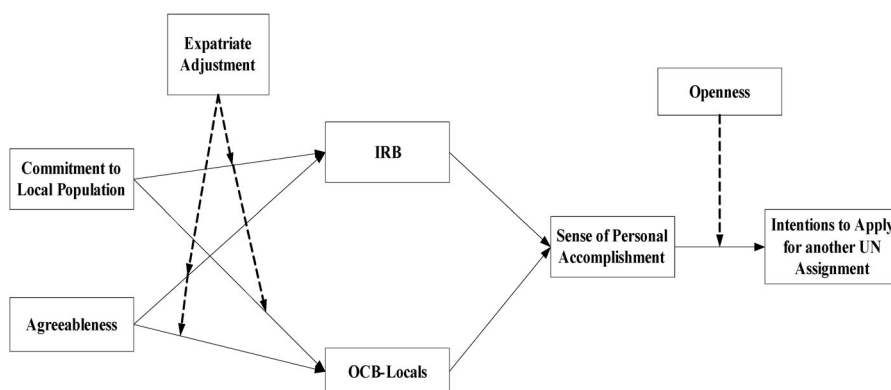 Expatriate
Adjustment
Openness
IRB
Commitment to
Local Population
Sense of Personal
Accomplishment
Intentions to Apply
for another UN
Assignment
Agreeableness
OCB-Locals